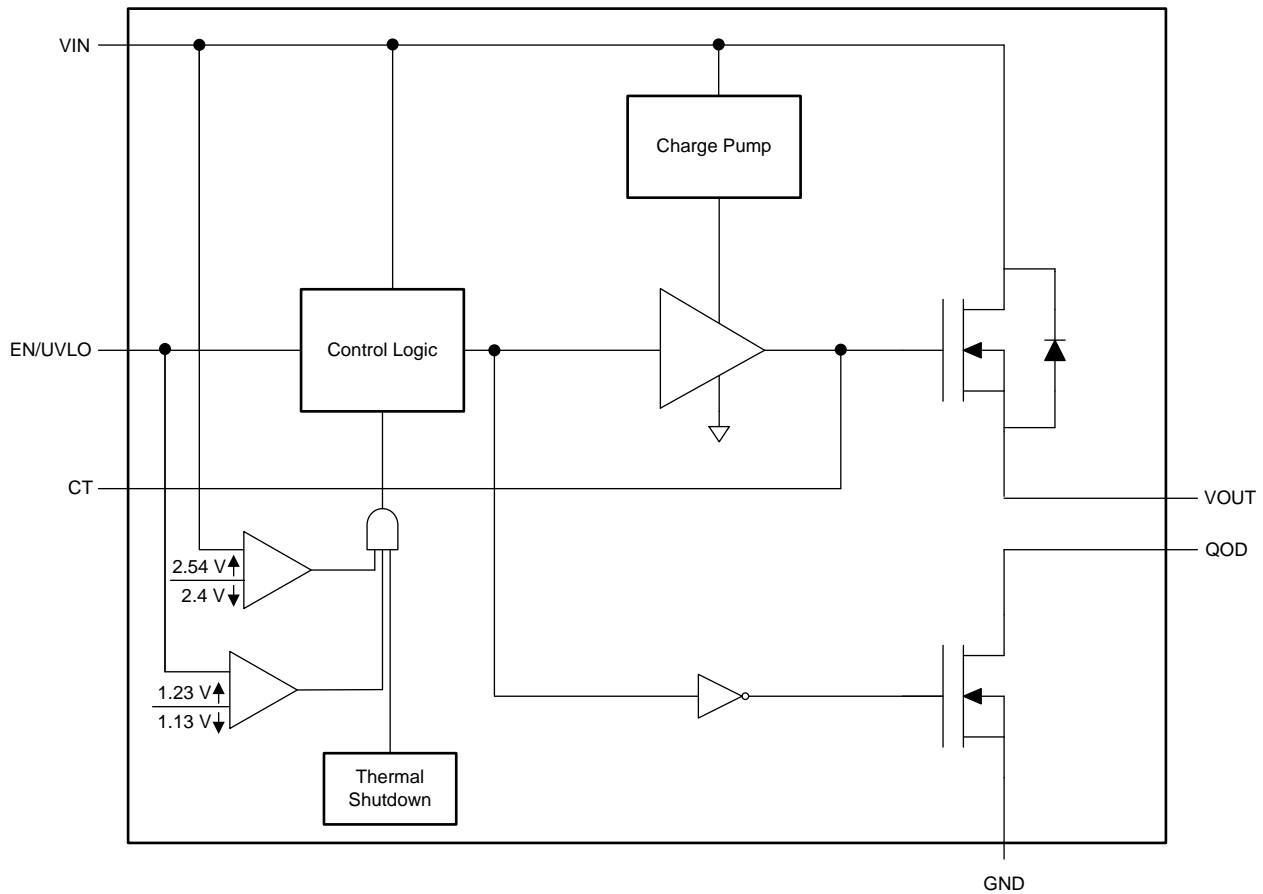 VIN
Charge Pump
EN/UVLO
Control Logic
CT
VOUT
QOD
2.54 V
2.4 V
1.23 V
1.13 V
Thermal
Shutdown
GND